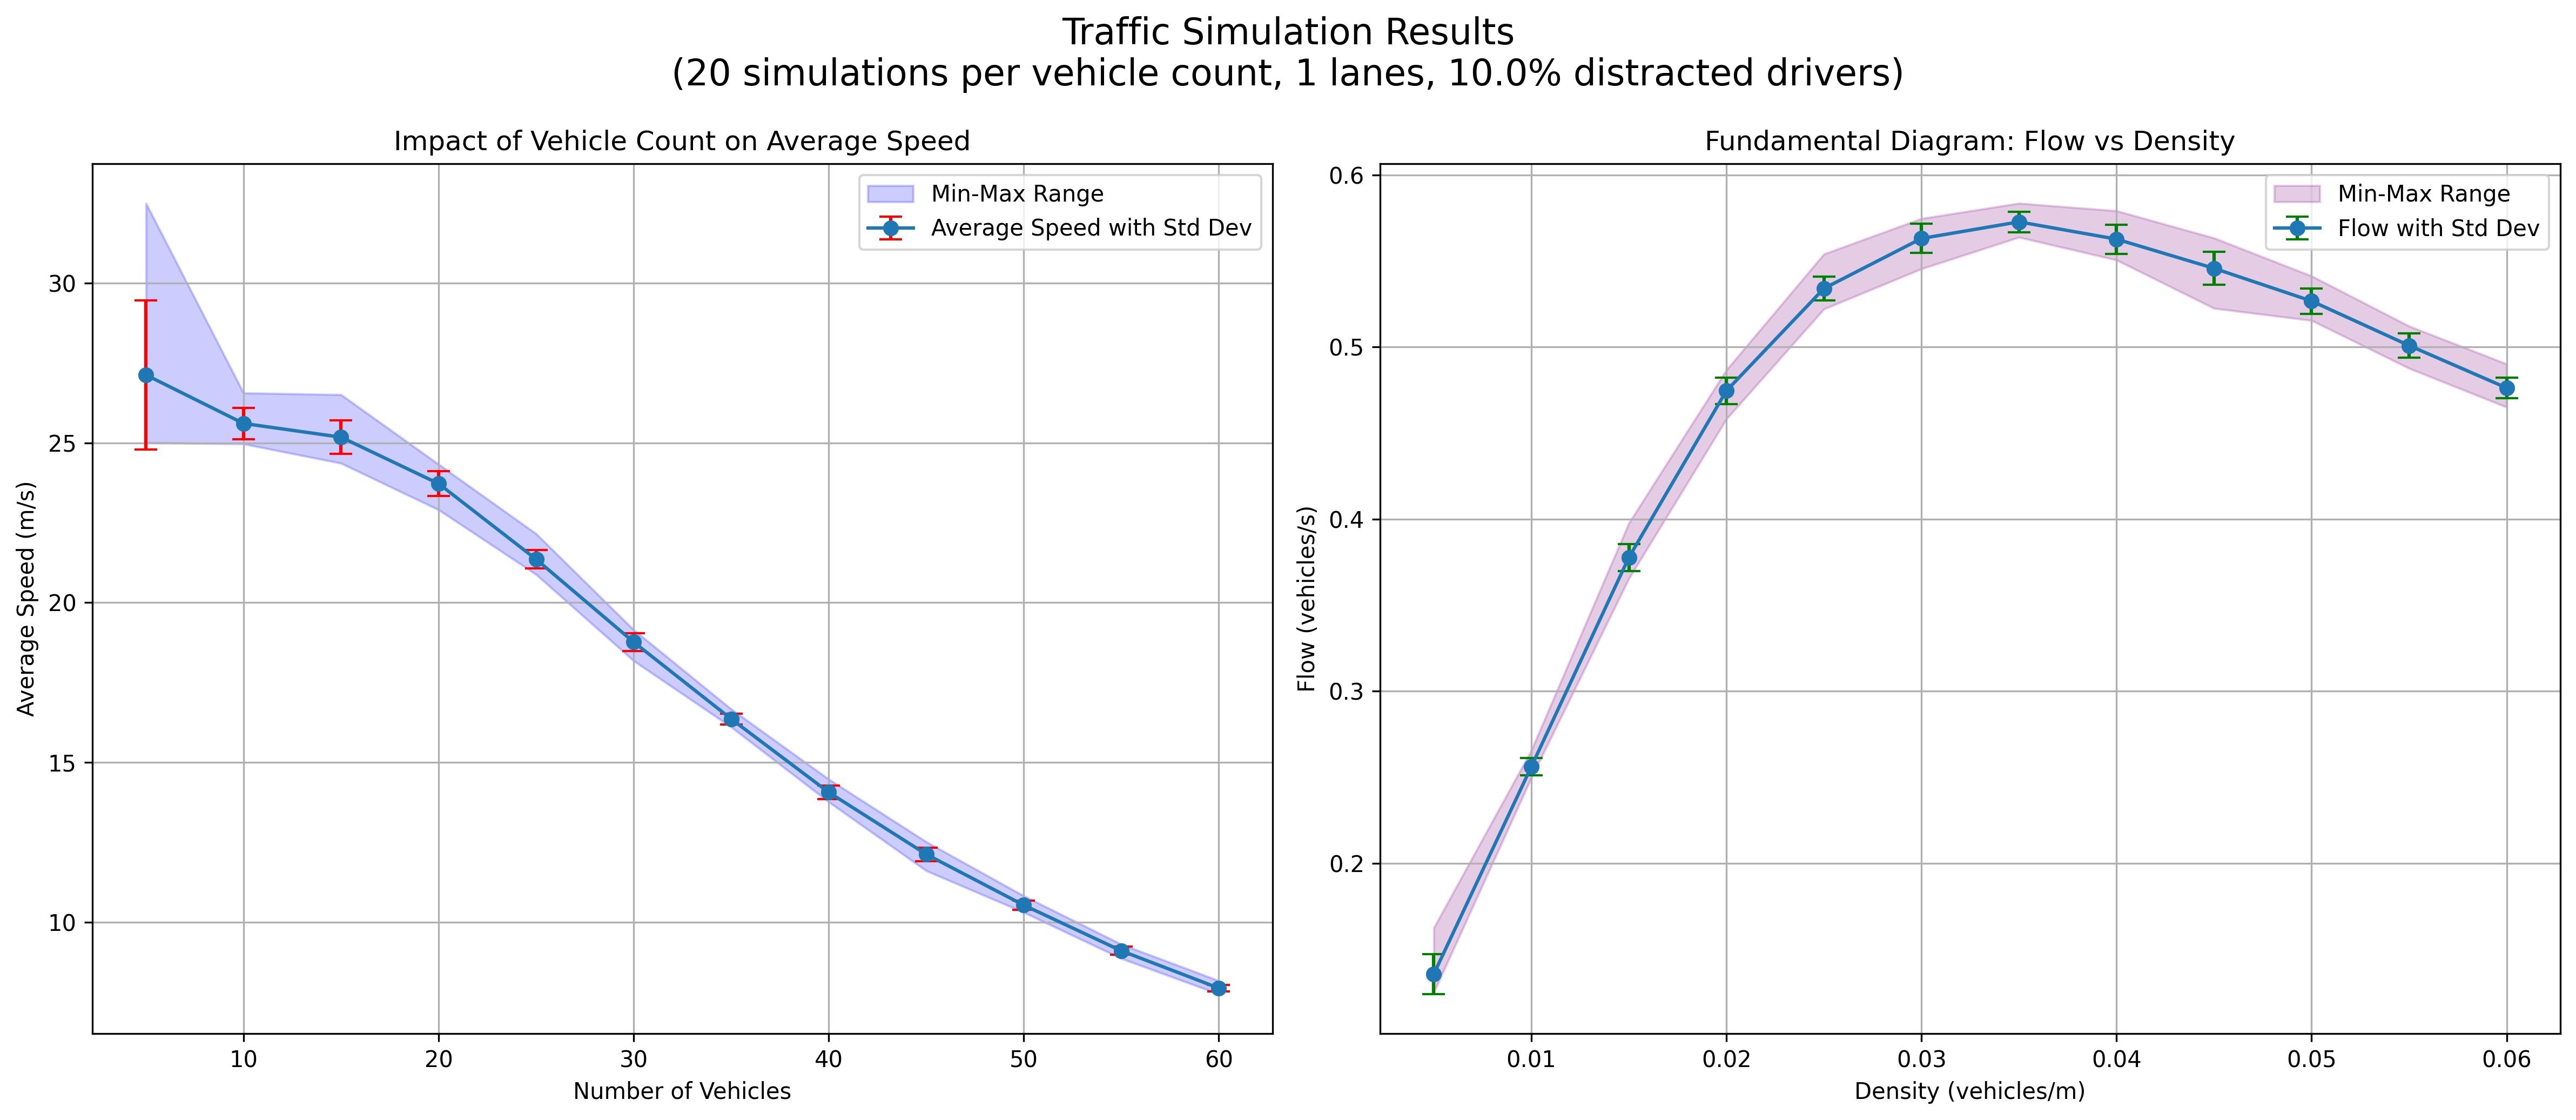 Traffic Simulation Results
(20 simulations per vehicle count, 1 lanes, 10.0% distracted drivers)
Impact of Vehicle Count on Average Speed
Min-Max Range
Average Speed with Std Dev
Average Speed (m/s)
30
25
20
15
10
10
20
30
40
50
60
Number of Vehicles
Fundamental Diagram: Flow vs Density
Min-Max Range
Flow with Std Dev
Flow (vehicles/s)
0.6
0.5
0.4
0.3
0.2
0.01
0.02
0.03
0.04
0.05
0.06
Density (vehicles/m)